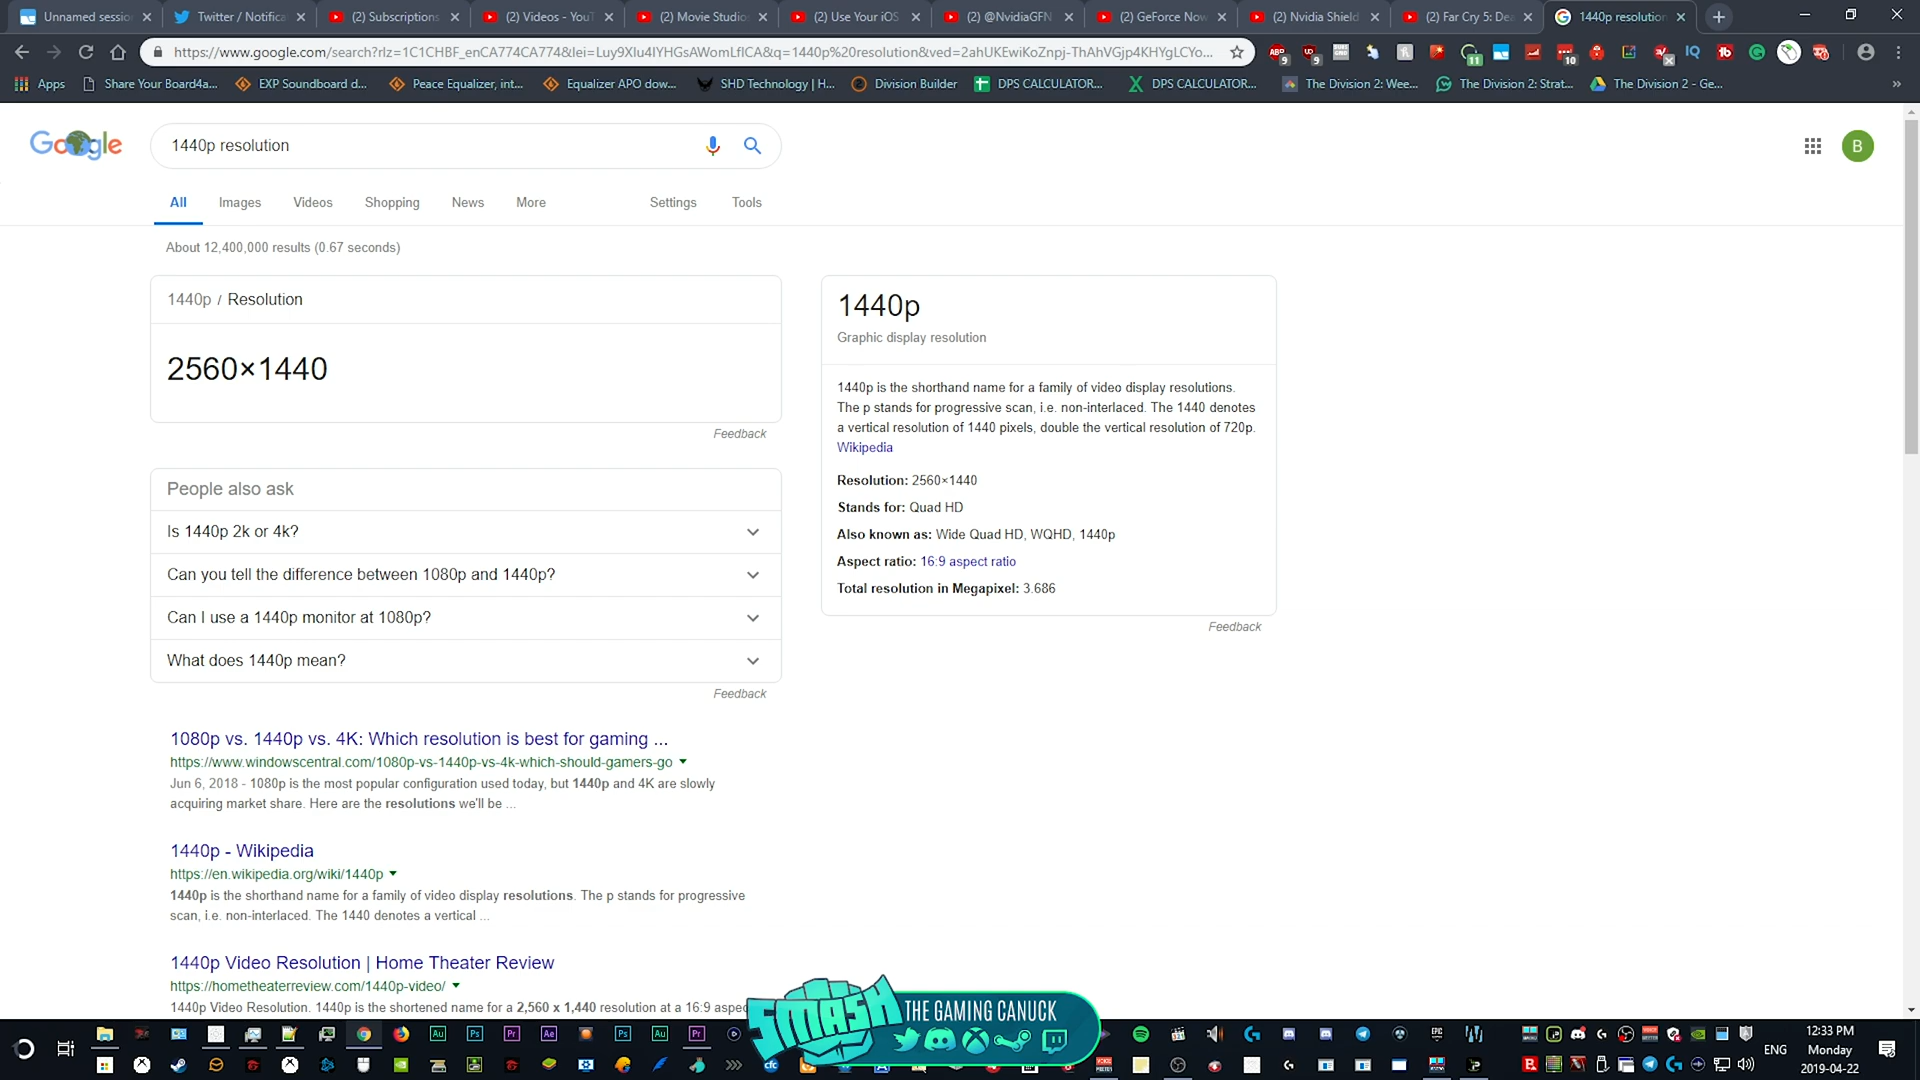 Unnamed sessio
Twitter / Notifica
(2) Subscriptions
(2) Videos - YouT
(2) Movie Studio
(2) Use Your iOS
(2) @NvidiaGFN
(2) GeForce Now
(2) Nvidia Shield
(2) Far Cry 5: Dea
1440p resolution
https://www.google.com/search?rlz=1C1CHBF_enCA774CA774&lei=Luy9XIu4IYHGsAWomLfICA&q=1440p%20resolution&ved=2ahUKEwiKoZnpj-ThAhVGjp4KHYgLCYo...
Apps
Share Your Board4a...
EXP Soundboard d...
Peace Equalizer, int...
Equalizer APO dow...
SHD Technology | H...
Division Builder
DPS CALCULATOR...
DPS CALCULATOR...
The Division 2: Wee...
The Division 2: Strat...
The Division 2 - Ge...
Google
1440p resolution
B
All
Images
Videos
Shopping
News
More
Settings
Tools
About 12,400,000 results (0.67 seconds)
1440p / Resolution
2560×1440
Feedback
People also ask
Is 1440p 2k or 4k?
Can you tell the difference between 1080p and 1440p?
Can I use a 1440p monitor at 1080p?
What does 1440p mean?
Feedback
1440p
Graphic display resolution
1440p is the shorthand name for a family of video display resolutions.
The p stands for progressive scan, i.e. non-interlaced. The 1440 denotes
a vertical resolution of 1440 pixels, double the vertical resolution of 720p.
Wikipedia
Resolution: 2560×1440
Stands for: Quad HD
Also known as: Wide Quad HD, WQHD, 1440p
Aspect ratio: 16:9 aspect ratio
Total resolution in Megapixel: 3.686
Feedback
1080p vs. 1440p vs. 4K: Which resolution is best for gaming ...
https://www.windowscentral.com/1080p-vs-1440p-vs-4k-which-should-gamers-go
Jun 6, 2018 - 1080p is the most popular configuration used today, but 1440p and 4K are slowly
acquiring market share. Here are the resolutions we'll be ...
1440p - Wikipedia
https://en.wikipedia.org/wiki/1440p
1440p is the shorthand name for a family of video display resolutions. The p stands for progressive
scan, i.e. non-interlaced. The 1440 denotes a vertical ...
1440p Video Resolution | Home Theater Review
https://hometheaterreview.com/1440p-video/
1440p Video Resolution. 1440p is the shortened name for a 2,560 x 1,440 resolution at a 16:9 aspec
SMASH
THE GAMING CANUCK
ENG
12:33 PM
Monday
2019-04-22